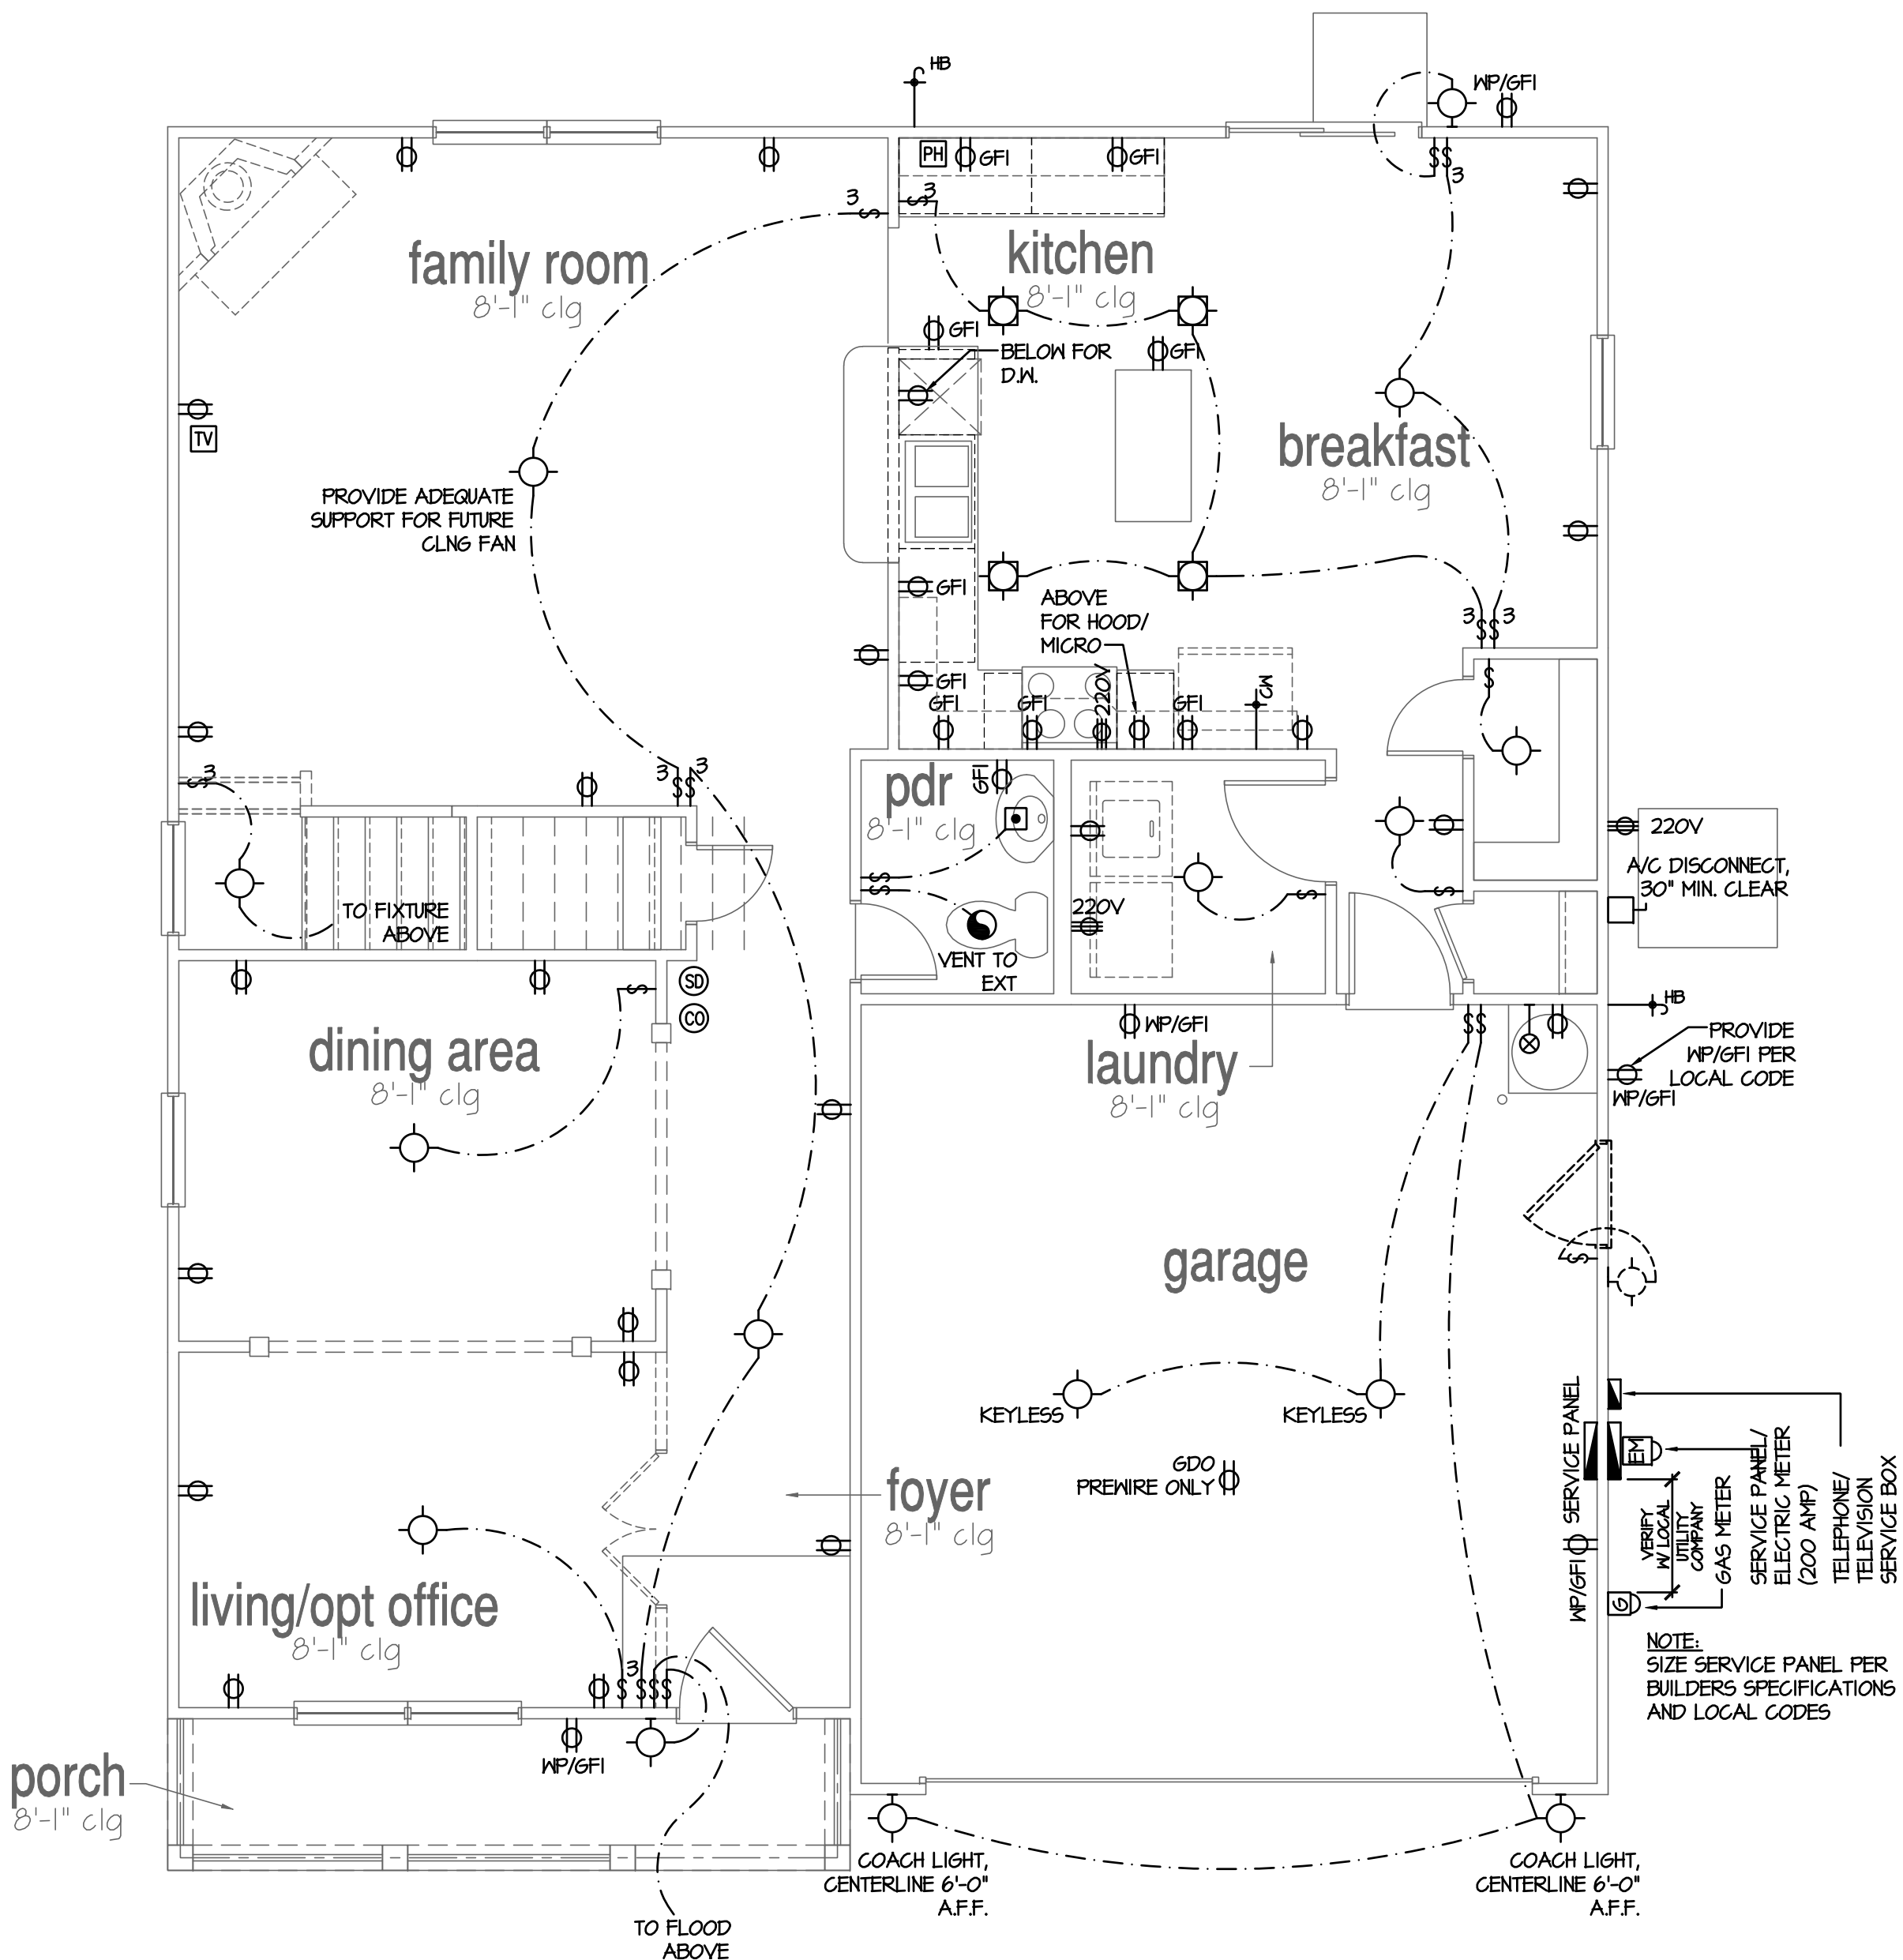 HB
WP/GFI
PH
GFI
GFI
3
3
3
family room
8'-1" clg
kitchen
8'-1" clg
GFI
BELOW FOR
D.W.
GFI
TV
breakfast
8'-1" clg
PROVIDE ADEQUATE
SUPPORT FOR FUTURE
CLNG FAN
GFI
ABOVE
FOR HOOD/
MICRO
3
3
GFI
GFI
GFI
220V
GFI
CW
3
3
3
pdr
8'-1" clg
GFI
220V
A/C DISCONNECT,
30" MIN. CLEAR
TO FIXTURE
ABOVE
220V
VENT TO
EXT
SD
CO
HB
dining area
8'-1" clg
WP/GFI
laundry
8'-1" clg
PROVIDE
WP/GFI PER
LOCAL CODE
WP/GFI
garage
KEYLESS
KEYLESS
GDO
PREWIRE ONLY
foyer
8'-1" clg
SERVICE PANEL
EM
VERIFY
W/ LOCAL
UTILITY
COMPANY
GAS METER
SERVICE PANEL/
ELECTRIC METER
(200 AMP)
TELEPHONE/
TELEVISION
SERVICE BOX
WP/GFI
G
living/opt office
8'-1" clg
3
NOTE:
SIZE SERVICE PANEL PER
BUILDERS SPECIFICATIONS
AND LOCAL CODES
WP/GFI
porch
8'-1" clg
COACH LIGHT,
CENTERLINE 6'-0"
A.F.F.
COACH LIGHT,
CENTERLINE 6'-0"
A.F.F.
TO FLOOD
ABOVE